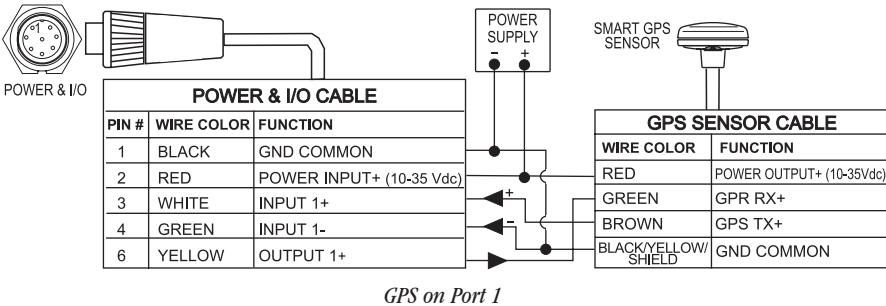 POWER & I/O
1
POWER
SUPPLY
- +
SMART GPS
SENSOR
POWER & I/O CABLE
PIN # WIRE COLOR FUNCTION
1 BLACK GND COMMON
2 RED POWER INPUT+ (10-35 Vdc)
3 WHITE INPUT 1+
4 GREEN INPUT 1-
6 YELLOW OUTPUT 1+
+
-
GPS SENSOR CABLE
WIRE COLOR FUNCTION
RED POWER OUTPUT+ (10-35Vdc)
GREEN GPR RX+
BROWN GPS TX+
BLACK/YELLOW/
SHIELD GND COMMON
GPS on Port 1